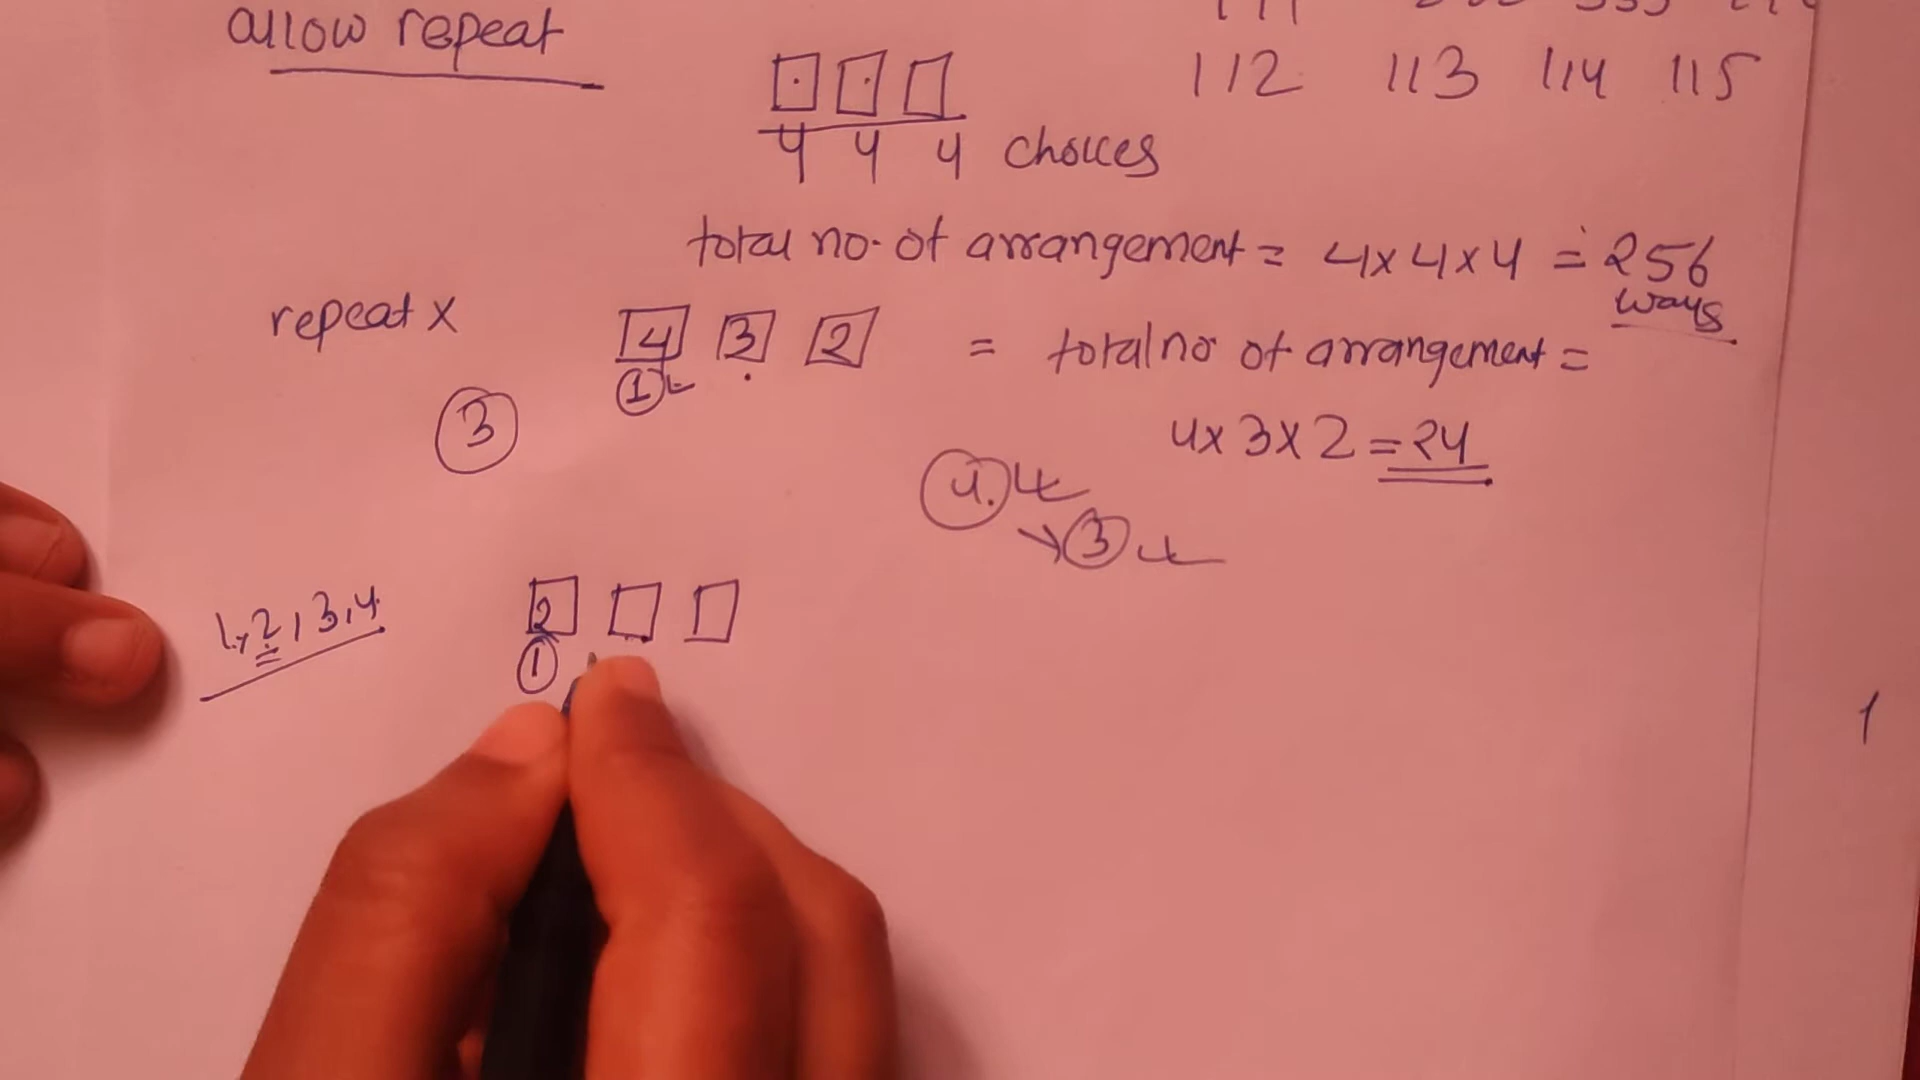 allow repeat
112 113 114 115
4 4 4 choices
total no. of arrangement = 4x4x4 = 256
ways
repeat x
4 3 2 = total no of arrangement =
1
3
4x3x2 = 24
4.
3
1, 2, 3, 4
2
1
1